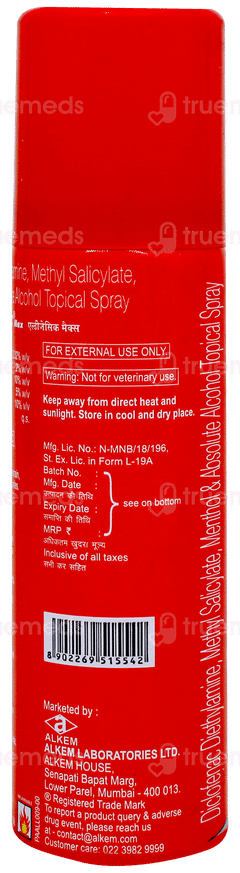 truemeds
amine, Methyl Salicylate,
Alcohol Topical Spray
Max एन्डोजेसिक मैक्स
w/v
w/v
w/v
w/v
w/v
q.s.
FOR EXTERNAL USE ONLY.
Warning: Not for veterinary use.
Keep away from direct heat and
sunlight. Store in cool and dry place.
Mfg. Lic. No.: N-MNB/18/196,
St. Ex. Lic. in Form L-19A
Batch No. :
Mfg. Date :
उत्पादन की तिथि
Expiry Date :
समाप्ति की तिथि
MRP ₹ :
अधिकतम खुदरा मूल्य
see on bottom
Inclusive of all taxes
सभी कर सहित
8 902269 515542
Marketed by :
ALKEM
ALKEM LABORATORIES LTD.
ALKEM HOUSE,
Senapati Bapat Marg,
Lower Parel, Mumbai - 400 013.
® Registered Trade Mark
To report a product query & adverse
drug event, please reach us
at - contact@alkem.com
Customer care: 022 3982 9999
PAALL009-00
Diclofenac Diethylamine, Methyl Salicylate, Menthol & Absolute Alcohol Topical Spray